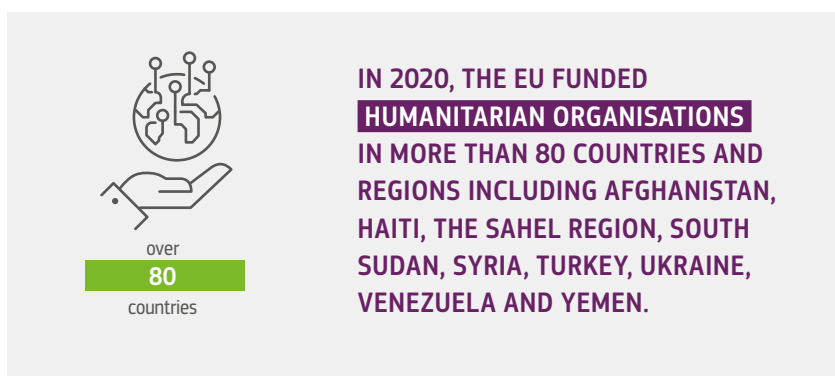 over
80
countries
IN 2020, THE EU FUNDED
HUMANITARIAN ORGANISATIONS
IN MORE THAN 80 COUNTRIES AND
REGIONS INCLUDING AFGHANISTAN,
HAITI, THE SAHEL REGION, SOUTH
SUDAN, SYRIA, TURKEY, UKRAINE,
VENEZUELA AND YEMEN.